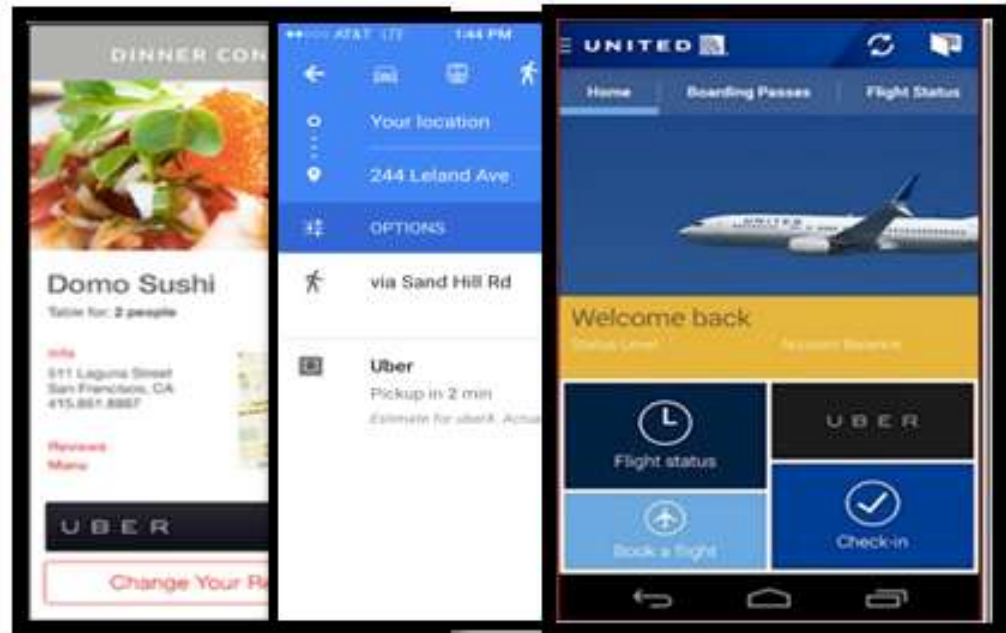 DINNER CON
Domo Sushi
Table for: 2 people
Info
511 Laguna Street
San Francisco, CA
415.861.8887
Reviews
Menu
UBER
Change Your Re
AT&T LTE 1:44 PM
Your location
244 Leland Ave
OPTIONS
via Sand Hill Rd
Uber
Pickup in 2 min
Estimate for uberX. Actua
UNITED
Home Boarding Passes Flight Status
UNITED
Welcome back
Status Level Account Balance
Flight status
UBER
Book a flight
Check-in